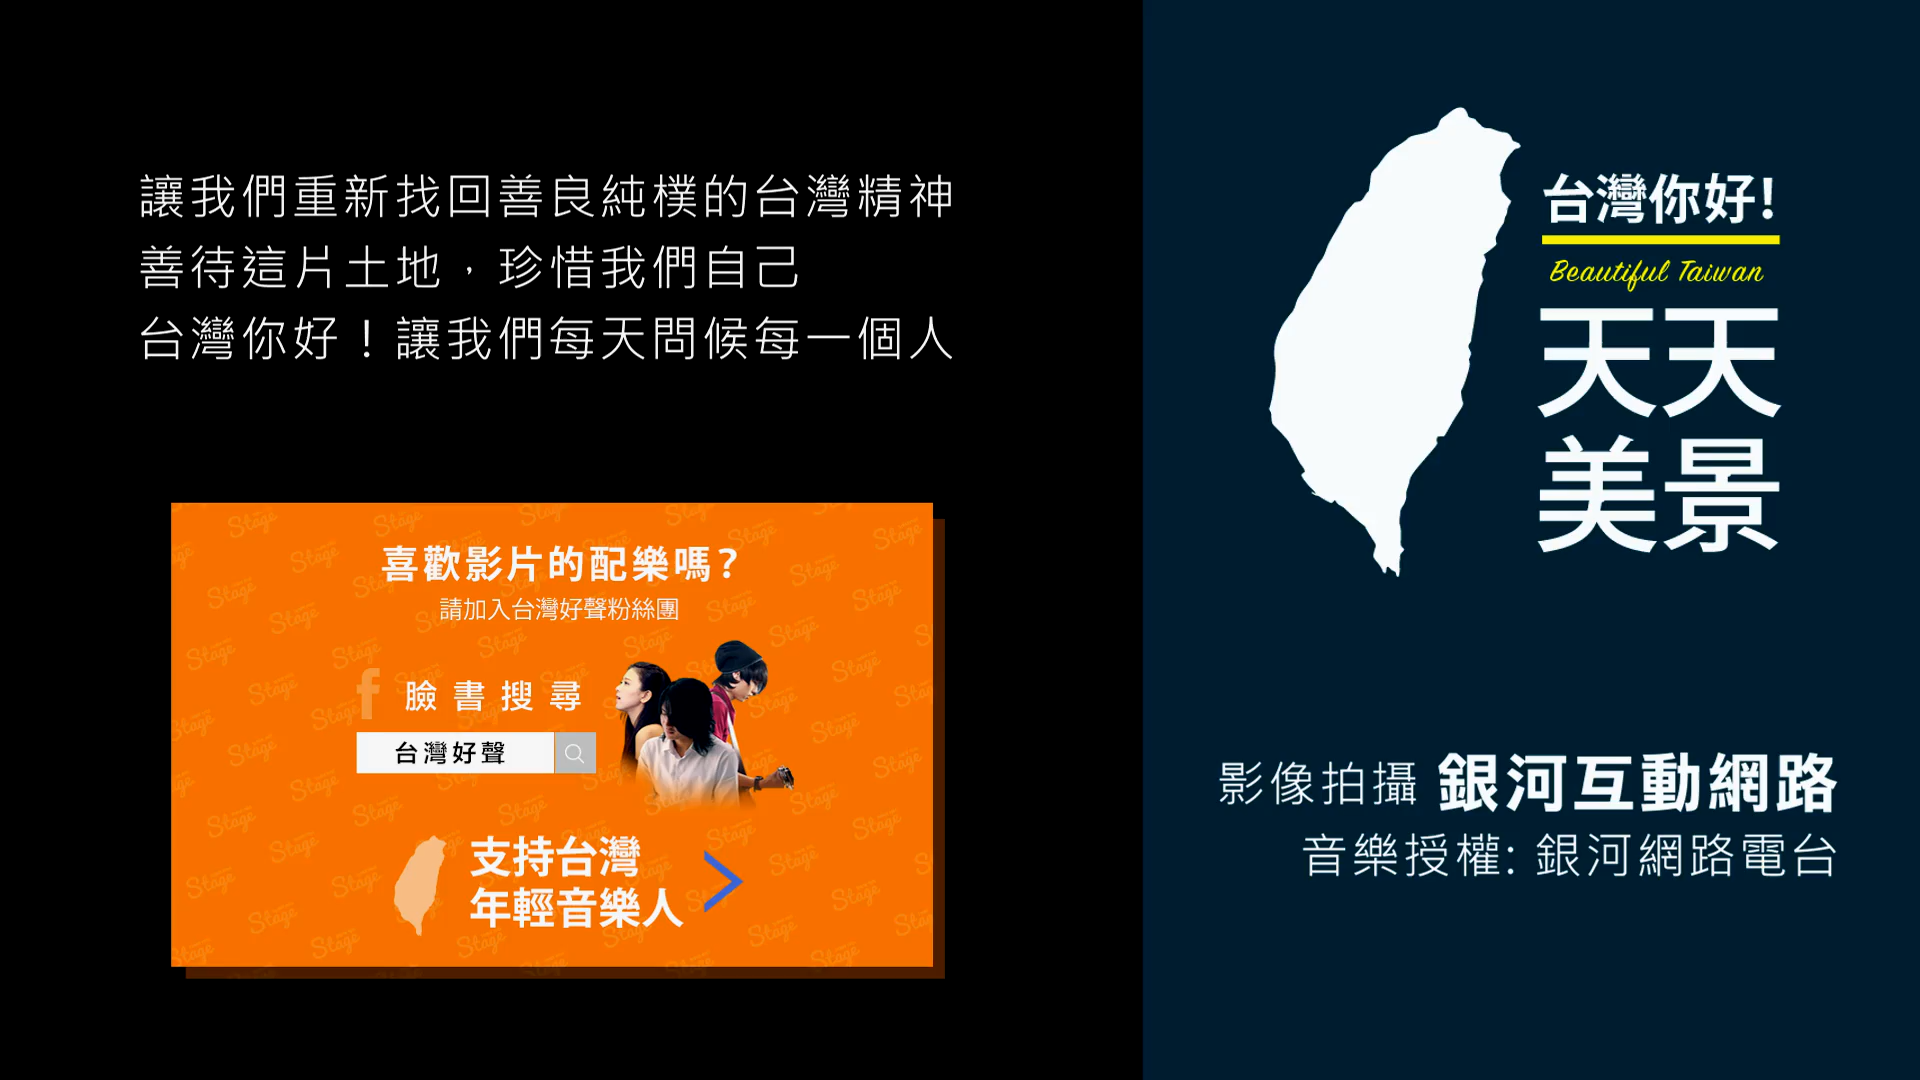 讓我們重新找回善良純樸的台灣精神
善待這片土地，珍惜我們自己
台灣你好！讓我們每天問候每一個人
喜歡影片的配樂嗎？
請加入台灣好聲粉絲團
f 臉書搜尋
台灣好聲
支持台灣
年輕音樂人
Stage
台灣你好!
Beautiful Taiwan
天天
美景
影像拍攝 銀河互動網路
音樂授權: 銀河網路電台